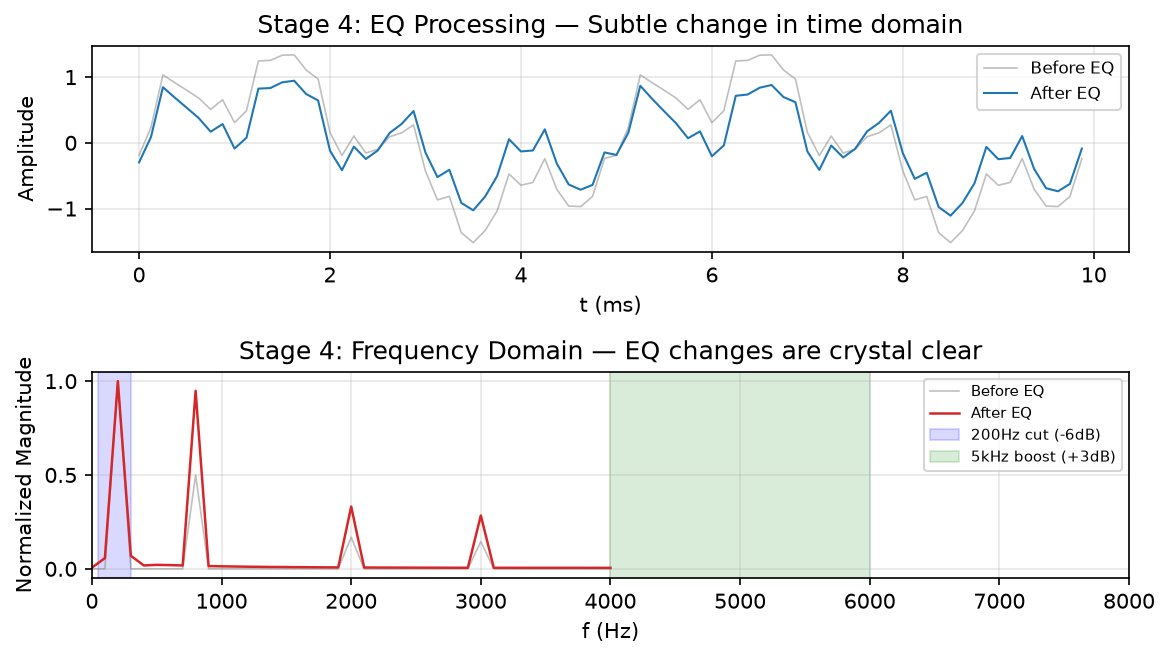 Stage 4: EQ Processing — Subtle change in time domain
Amplitude
1
0
−1
Before EQ
After EQ
0 2 4 6 8 10
t (ms)
Stage 4: Frequency Domain — EQ changes are crystal clear
Normalized Magnitude
1.0
0.5
0.0
Before EQ
After EQ
200Hz cut (-6dB)
5kHz boost (+3dB)
0 1000 2000 3000 4000 5000 6000 7000 8000
f (Hz)